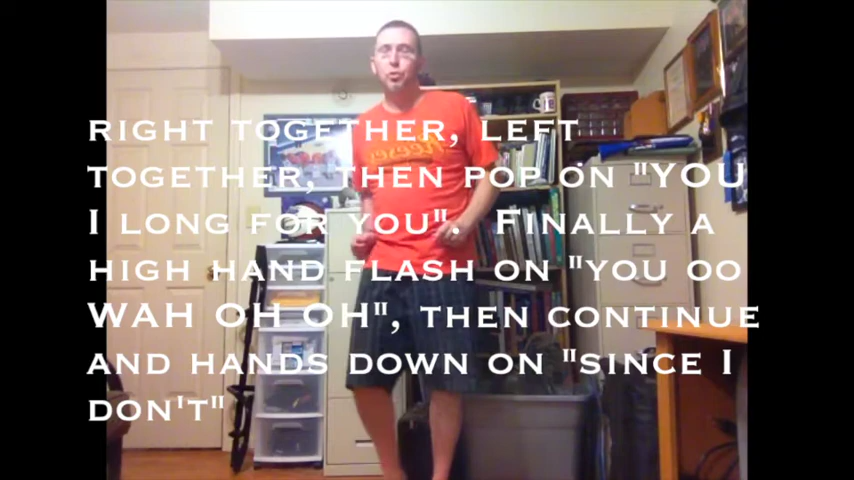 RIGHT TOGETHER, LEFT
TOGETHER, THEN POP ON "YOU
I LONG FOR YOU". FINALLY A
HIGH HAND FLASH ON "YOU OO
WAH OH OH", THEN CONTINUE
AND HANDS DOWN ON "SINCE I
DON'T"